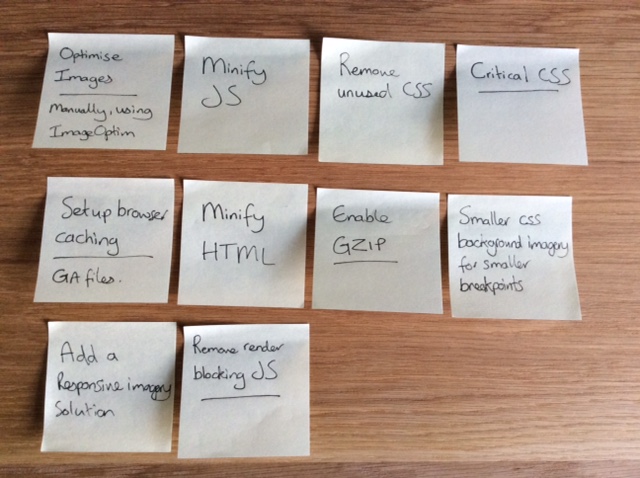 Optimise
Images
Manually, using
ImageOptim
Minify
JS
Remove
unused CSS
Critical CSS
Setup browser
caching
GA files.
Minify
HTML
Enable
GZIP
Smaller css
background imagery
for smaller
breakpoints
Add a
Responsive imagery
Solution
Remove render
blocking JS